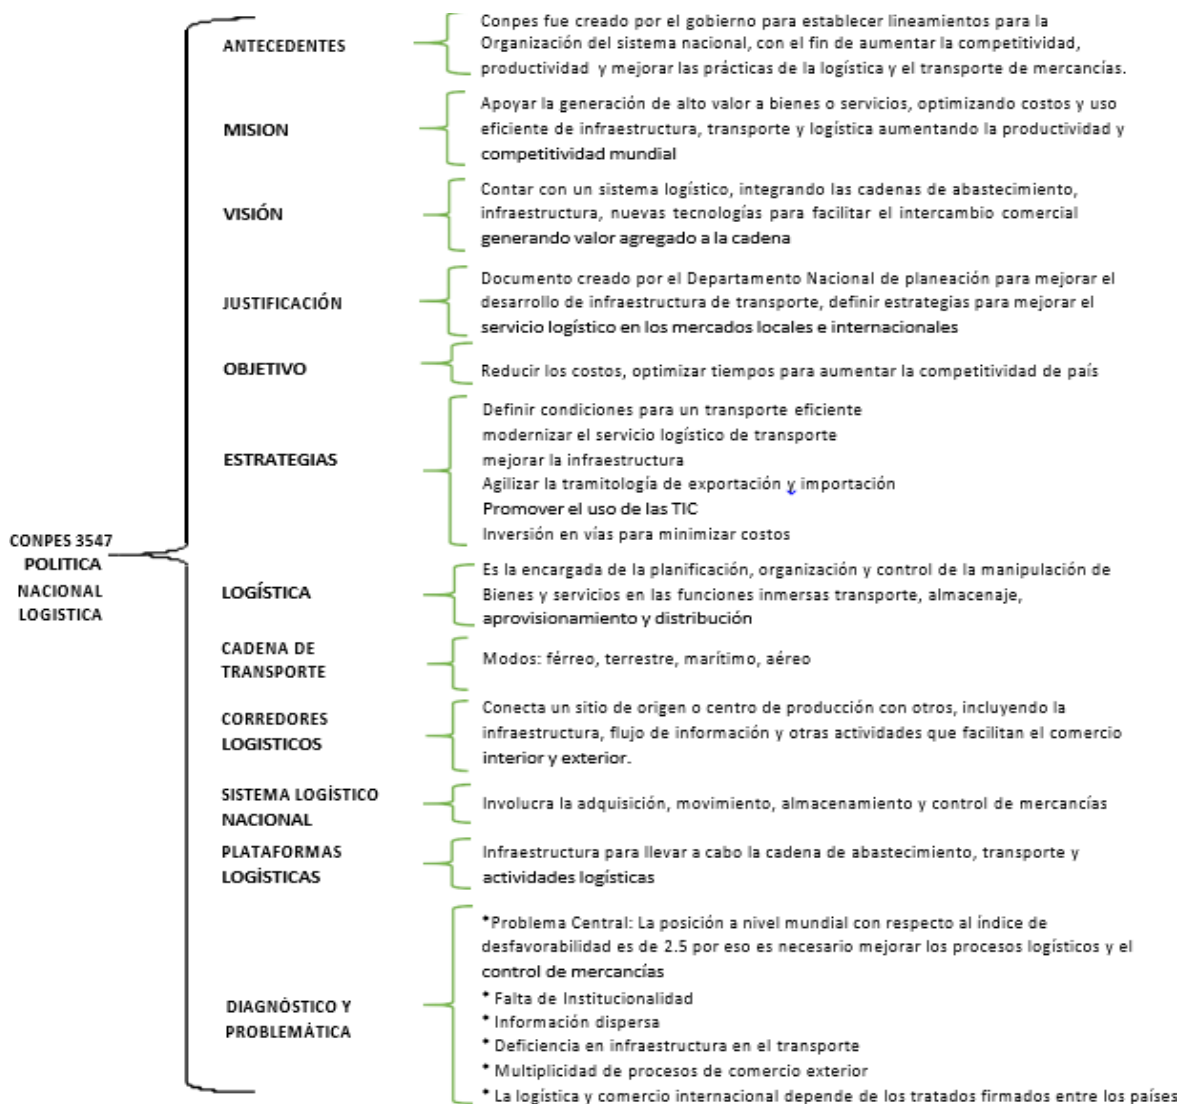 CONPES 3547
POLITICA
NACIONAL
LOGISTICA
ANTECEDENTES
Conpes fue creado por el gobierno para establecer lineamientos para la
Organización del sistema nacional, con el fin de aumentar la competitividad,
productividad y mejorar las prácticas de la logística y el transporte de mercancías.
MISION
Apoyar la generación de alto valor a bienes o servicios, optimizando costos y uso
eficiente de infraestructura, transporte y logística aumentando la productividad y
competitividad mundial
VISIÓN
Contar con un sistema logístico, integrando las cadenas de abastecimiento,
infraestructura, nuevas tecnologías para facilitar el intercambio comercial
generando valor agregado a la cadena
JUSTIFICACIÓN
Documento creado por el Departamento Nacional de planeación para mejorar el
desarrollo de infraestructura de transporte, definir estrategias para mejorar el
servicio logístico en los mercados locales e internacionales
OBJETIVO
Reducir los costos, optimizar tiempos para aumentar la competitividad de país
ESTRATEGIAS
Definir condiciones para un transporte eficiente
modernizar el servicio logístico de transporte
mejorar la infraestructura
Agilizar la tramitología de exportación y importación
Promover el uso de las TIC
Inversión en vías para minimizar costos
LOGÍSTICA
Es la encargada de la planificación, organización y control de la manipulación de
Bienes y servicios en las funciones inmersas transporte, almacenaje,
aprovisionamiento y distribución
CADENA DE
TRANSPORTE
Modos: férreo, terrestre, marítimo, aéreo
CORREDORES
LOGISTICOS
Conecta un sitio de origen o centro de producción con otros, incluyendo la
infraestructura, flujo de información y otras actividades que facilitan el comercio
interior y exterior.
SISTEMA LOGÍSTICO
NACIONAL
Involucra la adquisición, movimiento, almacenamiento y control de mercancías
PLATAFORMAS
LOGÍSTICAS
Infraestructura para llevar a cabo la cadena de abastecimiento, transporte y
actividades logísticas
DIAGNÓSTICO Y
PROBLEMÁTICA
*Problema Central: La posición a nivel mundial con respecto al índice de
desfavorabilidad es de 2.5 por eso es necesario mejorar los procesos logísticos y el
control de mercancías
* Falta de Institucionalidad
* Información dispersa
* Deficiencia en infraestructura en el transporte
* Multiplicidad de procesos de comercio exterior
* La logística y comercio internacional depende de los tratados firmados entre los países